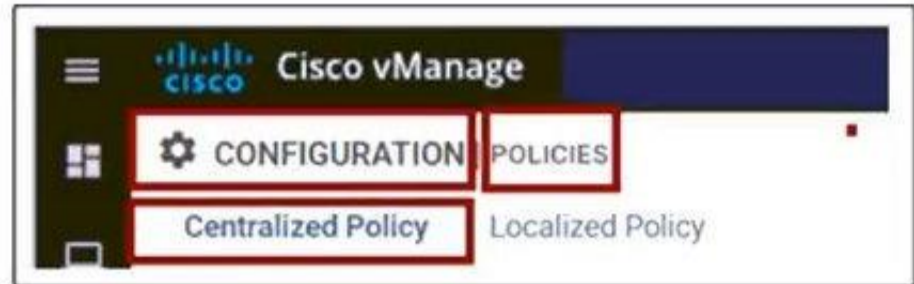 CISCO Cisco vManage
CONFIGURATION POLICIES
Centralized Policy Localized Policy